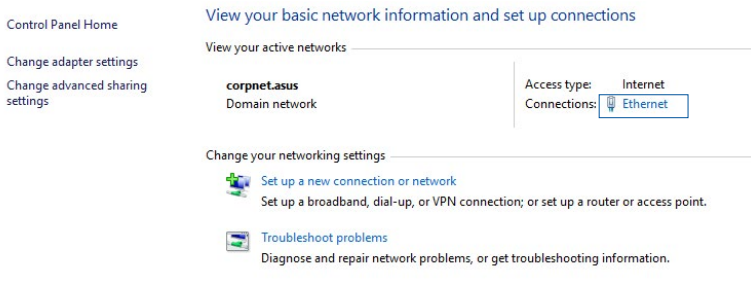 Control Panel Home
Change adapter settings
Change advanced sharing
settings
View your basic network information and set up connections
View your active networks
corpnet.asus
Domain network
Access type: Internet
Connections: Ethernet
Change your networking settings
Set up a new connection or network
Set up a broadband, dial-up, or VPN connection; or set up a router or access point.
Troubleshoot problems
Diagnose and repair network problems, or get troubleshooting information.